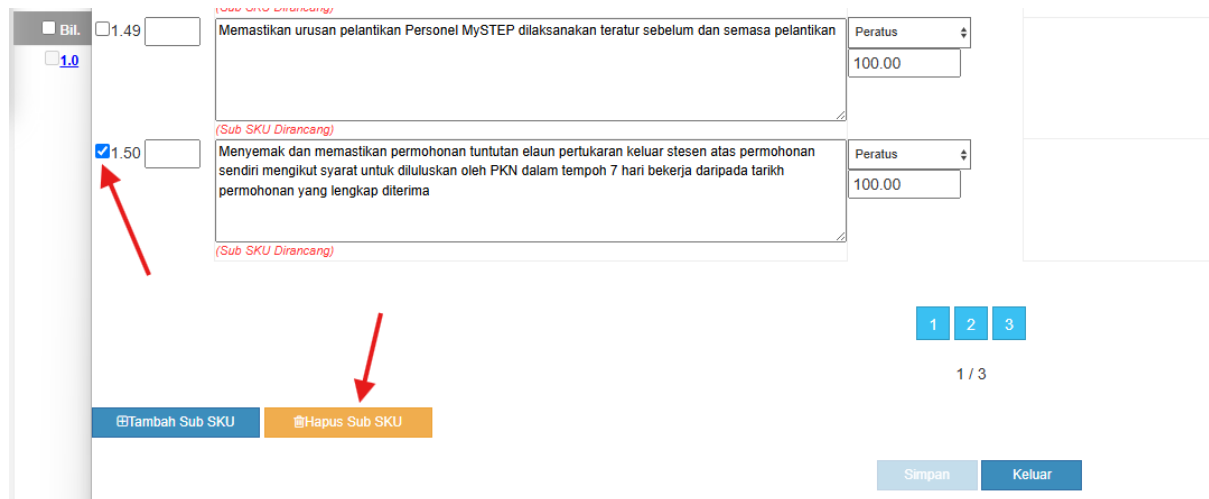 (Sub SKU Dirancang)
Bil.
1.49
Memastikan urusan pelantikan Personel MySTEP dilaksanakan teratur sebelum dan semasa pelantikan
Peratus
1.0
100.00
(Sub SKU Dirancang)
1.50
Menyemak dan memastikan permohonan tuntutan elaun pertukaran keluar stesen atas permohonan
Peratus
sendiri mengikut syarat untuk diluluskan oleh PKN dalam tempoh 7 hari bekerja daripada tarikh
100.00
permohonan yang lengkap diterima
(Sub SKU Dirancang)
1 2 3
1 / 3
Tambah Sub SKU
Hapus Sub SKU
Simpan
Keluar